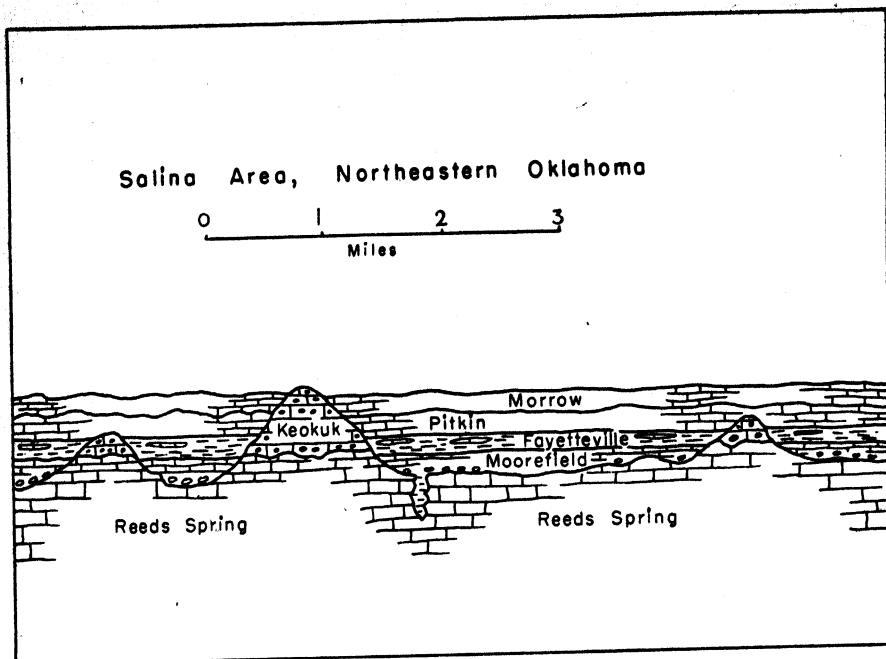 Salina Area, Northeastern Oklahoma
0 1 2 3
Miles
Morrow
Pitkin
Keokuk
Fayetteville
Moorefield
Reeds Spring
Reeds Spring